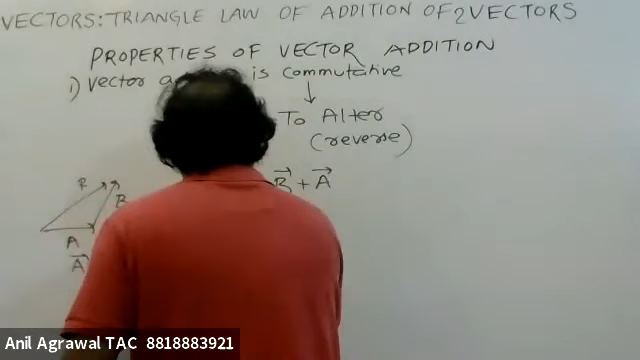 VECTORS: TRIANGLE LAW OF ADDITION OF 2 VECTORS
PROPERTIES OF VECTOR ADDITION
1) Vector is commutative
To Alter
(reverse)
B + A
R
B
A
A
Anil Agrawal TAC 8818883921